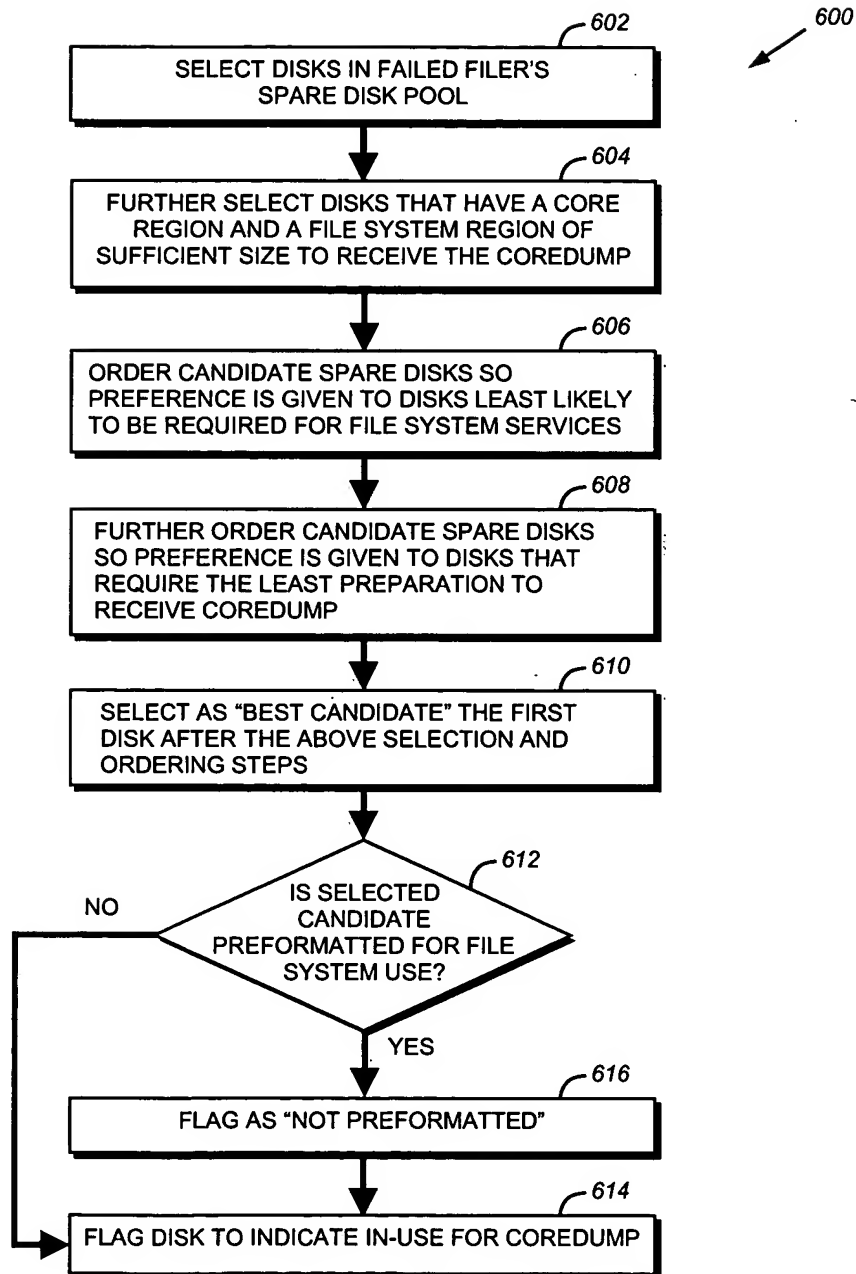 600
602
SELECT DISKS IN FAILED FILER'S
SPARE DISK POOL
604
FURTHER SELECT DISKS THAT HAVE A CORE
REGION AND A FILE SYSTEM REGION OF
SUFFICIENT SIZE TO RECEIVE THE COREDUMP
606
ORDER CANDIDATE SPARE DISKS SO
PREFERENCE IS GIVEN TO DISKS LEAST LIKELY
TO BE REQUIRED FOR FILE SYSTEM SERVICES
608
FURTHER ORDER CANDIDATE SPARE DISKS
SO PREFERENCE IS GIVEN TO DISKS THAT
REQUIRE THE LEAST PREPARATION TO
RECEIVE COREDUMP
610
SELECT AS “BEST CANDIDATE” THE FIRST
DISK AFTER THE ABOVE SELECTION AND
ORDERING STEPS
612
IS SELECTED
CANDIDATE
PREFORMATTED FOR FILE
SYSTEM USE?
NO
YES
616
FLAG AS “NOT PREFORMATTED”
614
FLAG DISK TO INDICATE IN-USE FOR COREDUMP